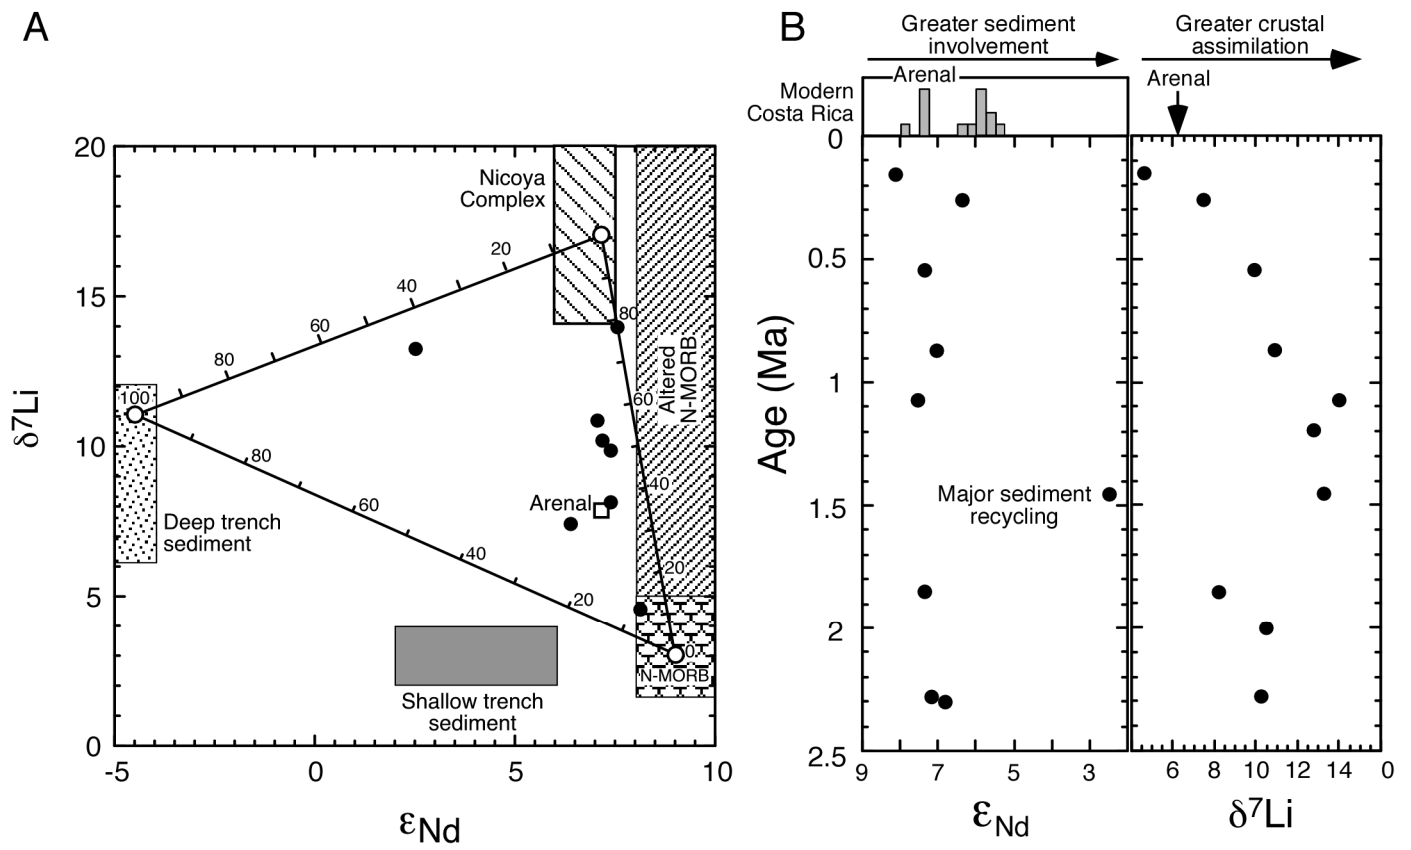 A
20
15
10
5
0
-5
0
5
10
δ⁷Li
εNd
Nicoya
Complex
20
40
60
80
100
80
60
40
20
80
60
40
20
0
Altered
N-MORB
Arenal
Deep trench
sediment
Shallow trench
sediment
N-MORB
B
Greater sediment
involvement
Greater crustal
assimilation
Arenal
Arenal
Modern
Costa Rica
0
0.5
1
1.5
2
2.5
Age (Ma)
Major sediment
recycling
9
7
5
3
6
8
10
12
14
0
εNd
δ⁷Li